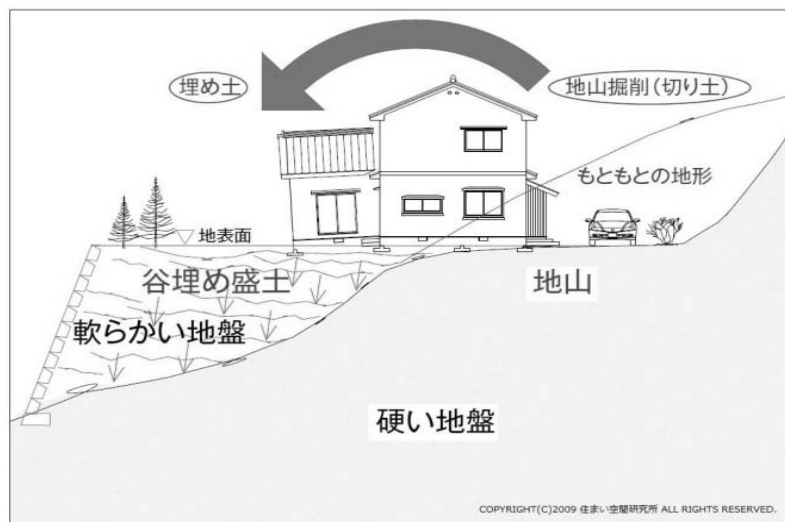 埋め土
地山掘削(切り土)
もともとの地形
地表面
谷埋め盛土
地山
軟らかい地盤
硬い地盤
COPYRIGHT(C)2009 住まい空間研究所 ALL RIGHTS RESERVED.